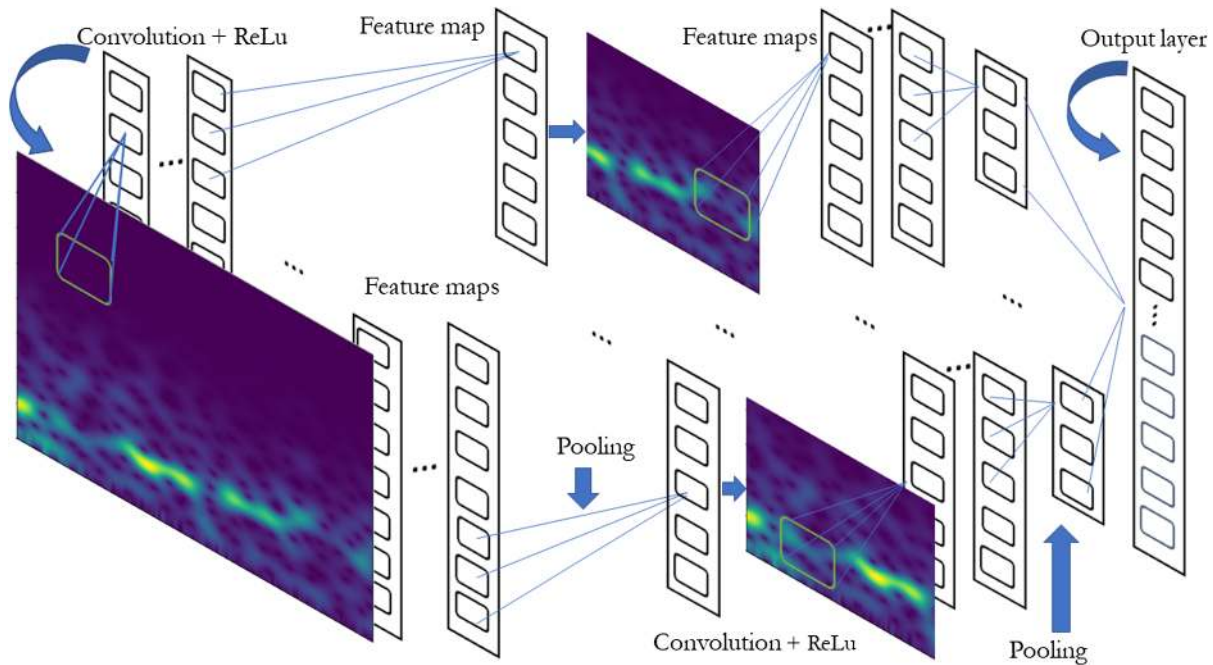 Convolution + ReLu
Feature map
Feature maps
Output layer
Feature maps
Pooling
Convolution + ReLu
Pooling